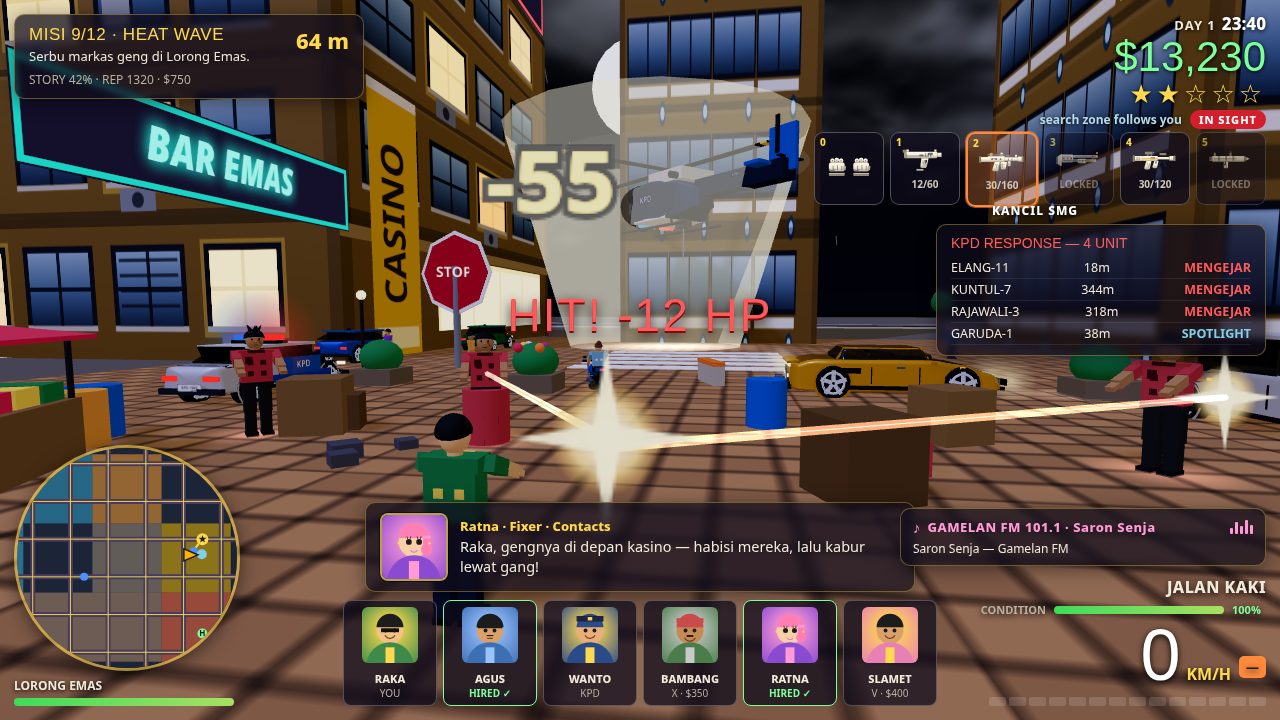 MISI 9/12 · HEAT WAVE
64 m
Serbu markas geng di Lorong Emas.
STORY 42% · REP 1320 · $750
DAY 1 23:40
$13,230
★★☆☆☆
search zone follows you IN SIGHT
BAR EMAS
CASINO
STOP
-55
KPD
HIT! -12 HP
KPD
0
1
12/60
2
30/160
3
LOCKED
4
30/120
5
LOCKED
KANCIL SMG
KPD RESPONSE — 4 UNIT
ELANG-11 18m MENGEJAR
KUNTUL-7 344m MENGEJAR
RAJAWALI-3 318m MENGEJAR
GARUDA-1 38m SPOTLIGHT
H
LORONG EMAS
Ratna · Fixer · Contacts
Raka, gengnya di depan kasino — habisi mereka, lalu kabur
lewat gang!
♪ GAMELAN FM 101.1 · Saron Senja
Saron Senja — Gamelan FM
RAKA
YOU
AGUS
HIRED ✓
WANTO
KPD
BAMBANG
X · $350
RATNA
HIRED ✓
SLAMET
V · $400
JALAN KAKI
CONDITION 100%
0 KM/H